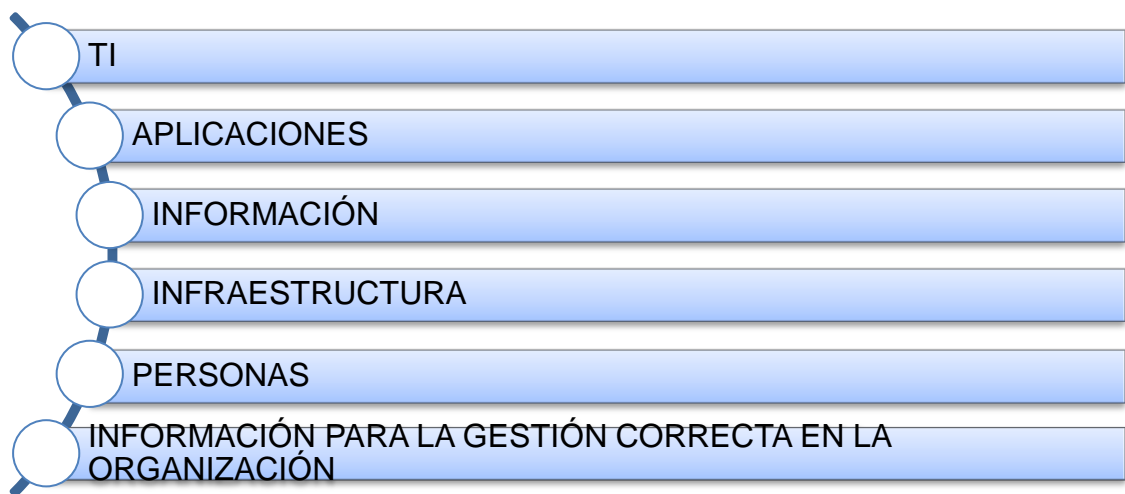 TI
APLICACIONES
INFORMACIÓN
INFRAESTRUCTURA
PERSONAS
INFORMACIÓN PARA LA GESTIÓN CORRECTA EN LA
ORGANIZACIÓN